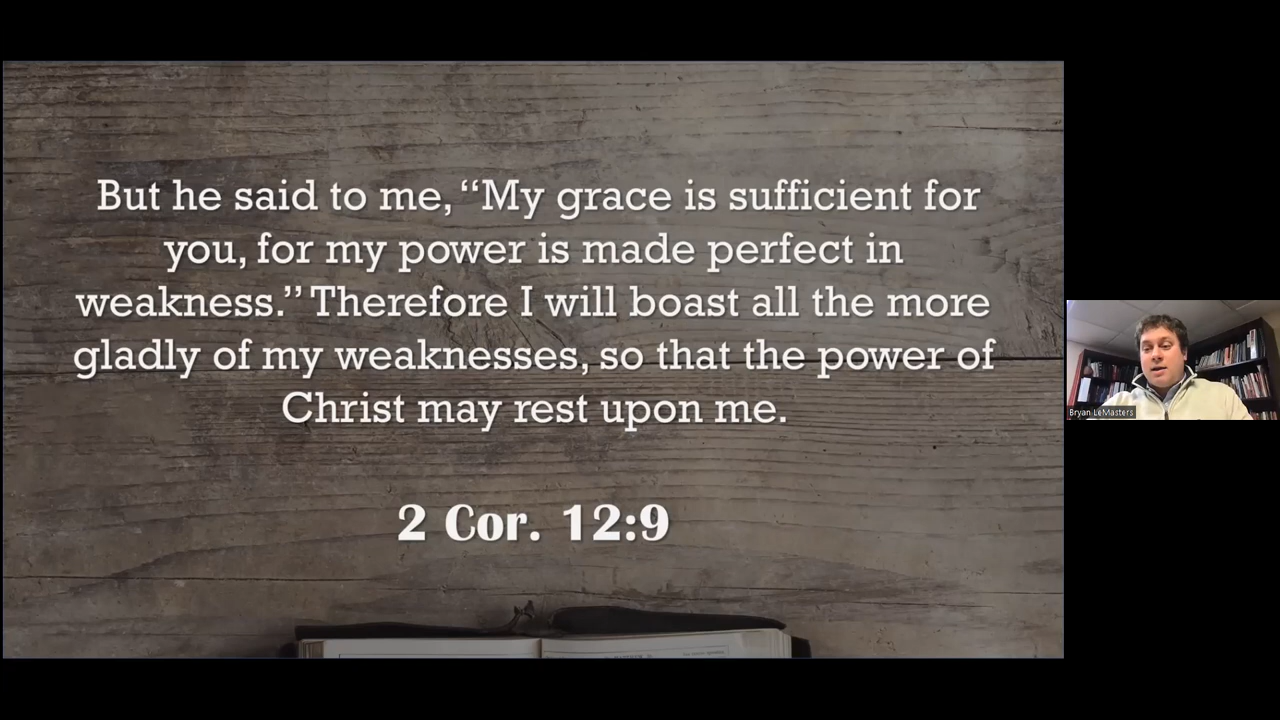 But he said to me, “My grace is sufficient for
you, for my power is made perfect in
weakness.” Therefore I will boast all the more
gladly of my weaknesses, so that the power of
Christ may rest upon me.
2 Cor. 12:9
Bryan LeMasters